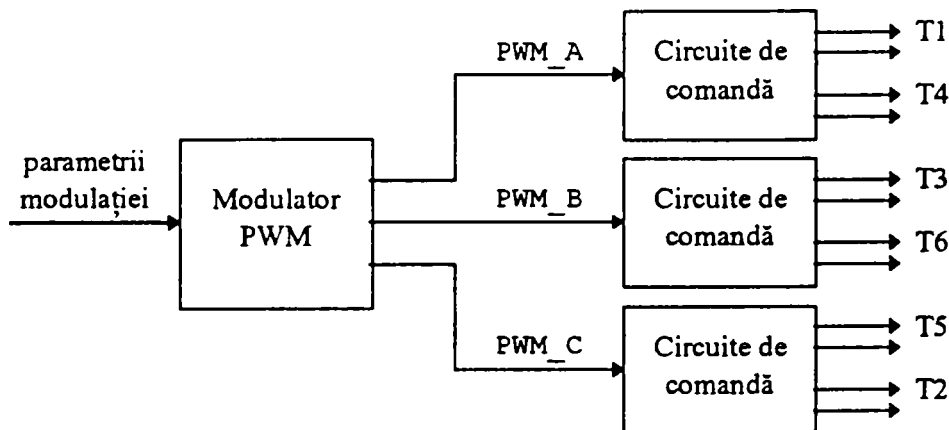 parametrii
modulației
Modulator
PWM
PWM_A
Circuite de
comandă
T1
T4
PWM_B
Circuite de
comandă
T3
T6
PWM_C
Circuite de
comandă
T5
T2